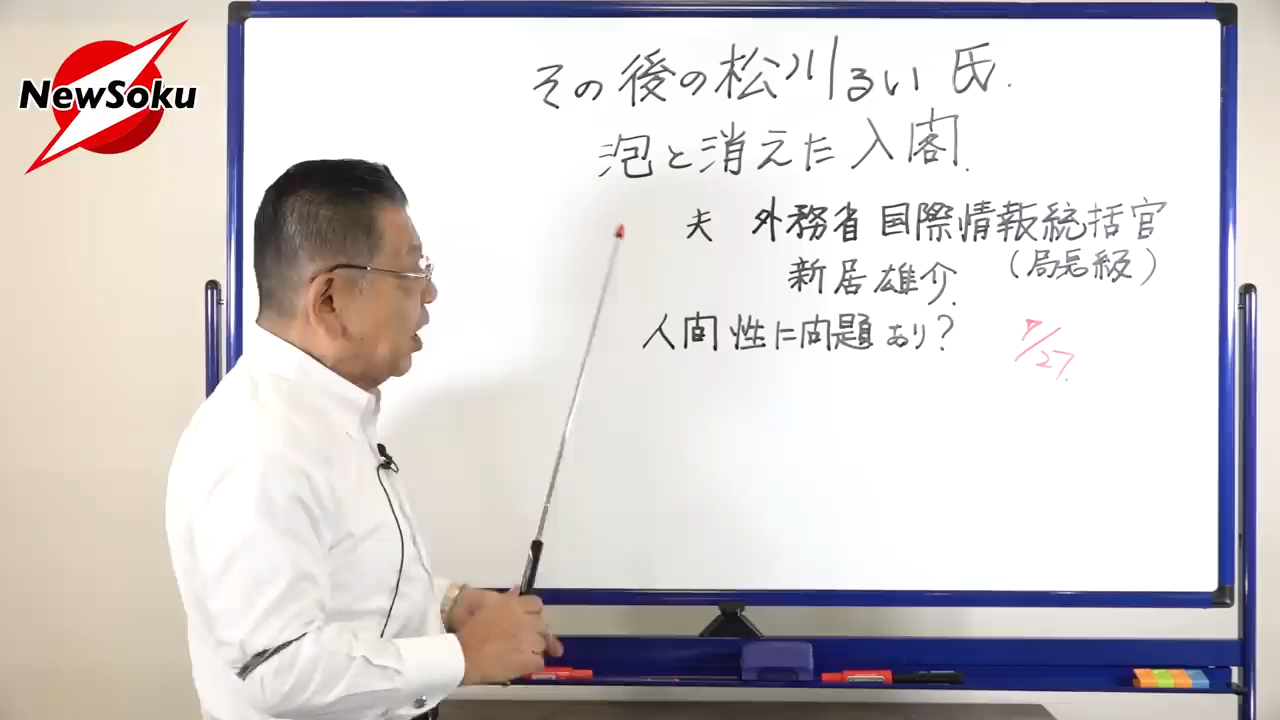 NewSoku
その後の松川るい氏.
泡と消えた入閣.
夫 外務省 国際情報統括官
(局長級)
新居雄介.
人間性に問題あり?
7/27.